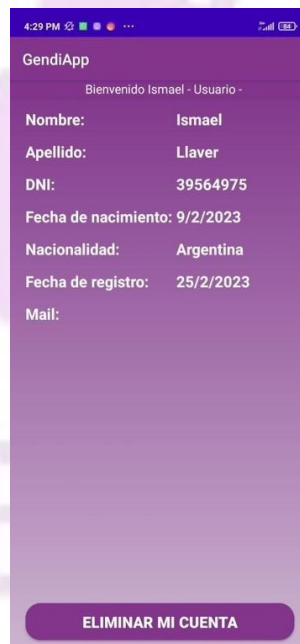 4:29 PM
84
GendiApp
Bienvenido Ismael - Usuario -
Nombre: Ismael
Apellido: Llaver
DNI: 39564975
Fecha de nacimiento: 9/2/2023
Nacionalidad: Argentina
Fecha de registro: 25/2/2023
Mail:
ELIMINAR MI CUENTA